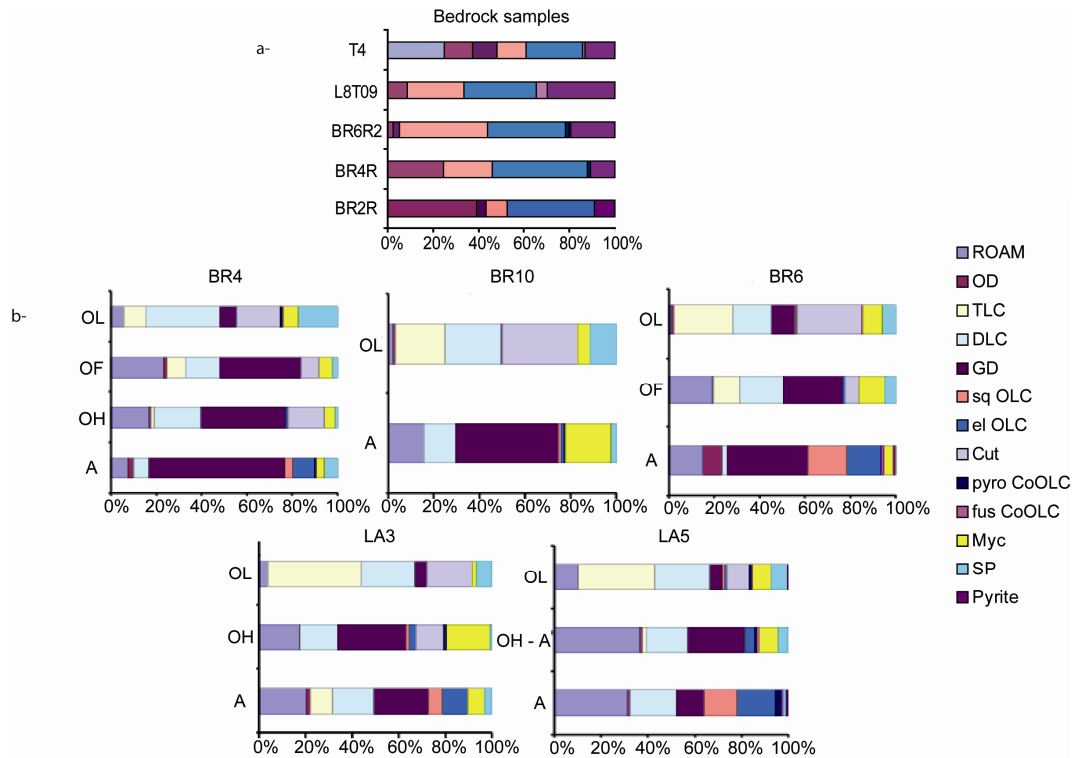 Bedrock samples
a-
T4
L8T09
BR6R2
BR4R
BR2R
0% 20% 40% 60% 80% 100%
b-
BR4
OL
OF
OH
A
0% 20% 40% 60% 80% 100%
BR10
OL
A
0% 20% 40% 60% 80% 100%
BR6
OL
OF
A
0% 20% 40% 60% 80% 100%
LA3
OL
OH
A
0% 20% 40% 60% 80% 100%
LA5
OL
OH - A
A
0% 20% 40% 60% 80% 100%
ROAM
OD
TLC
DLC
GD
sq OLC
el OLC
Cut
pyro CoOLC
fus CoOLC
Myc
SP
Pyrite